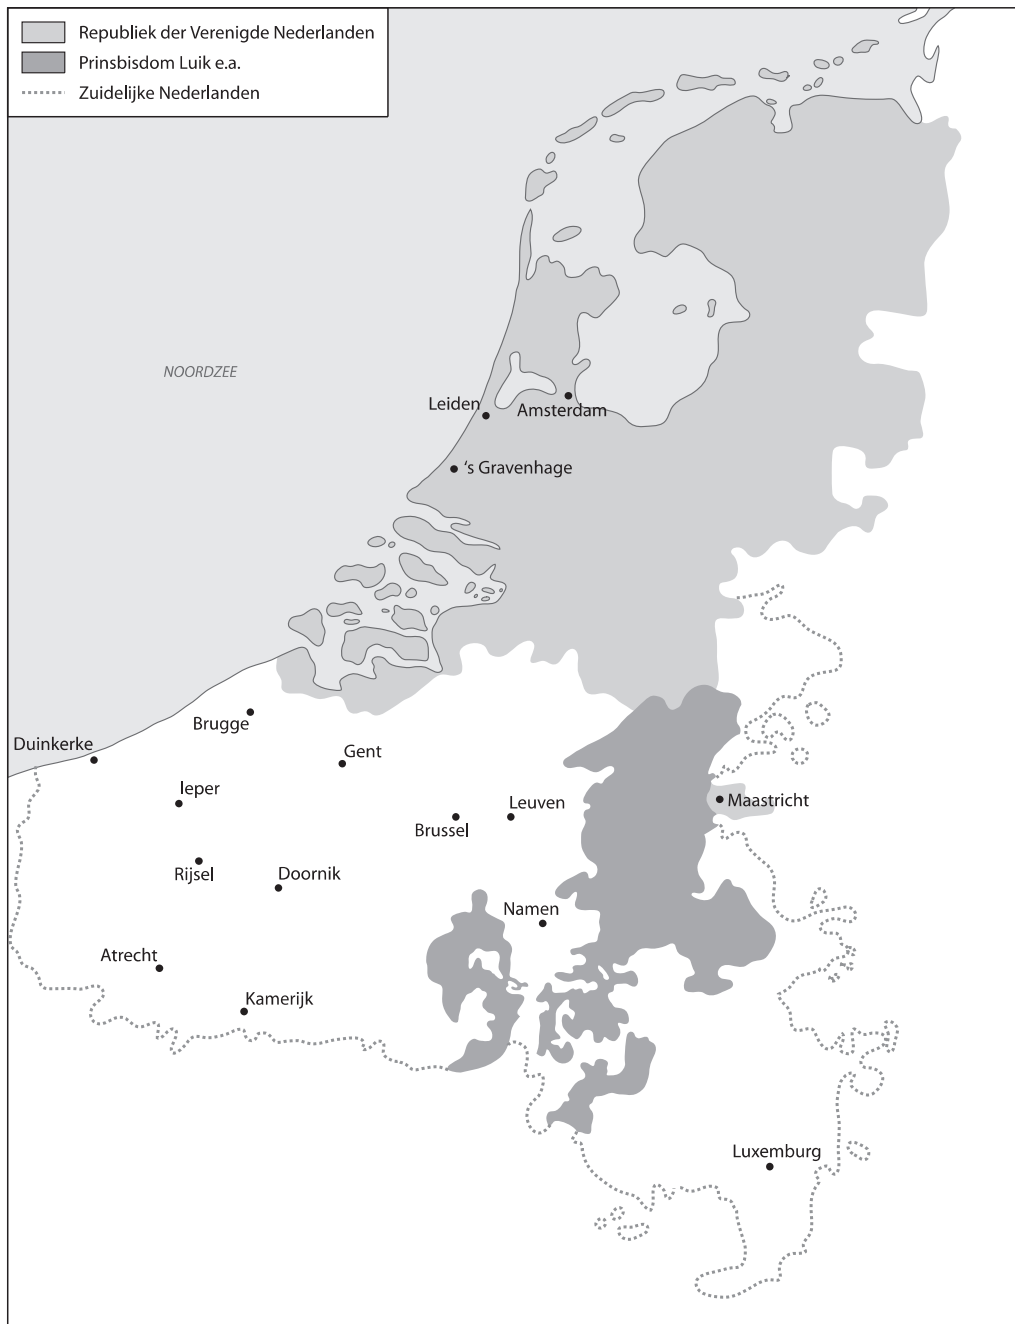 Republiek der Verenigde Nederlanden
Prinsbisdom Luik e.a.
Zuidelijke Nederlanden
NOORDZEE
Leiden
Amsterdam
‘s Gravenhage
Brugge
Duinkerke
Gent
Ieper
Leuven
Maastricht
Brussel
Rijsel
Doornik
Namen
Atrecht
Kamerijk
Luxemburg